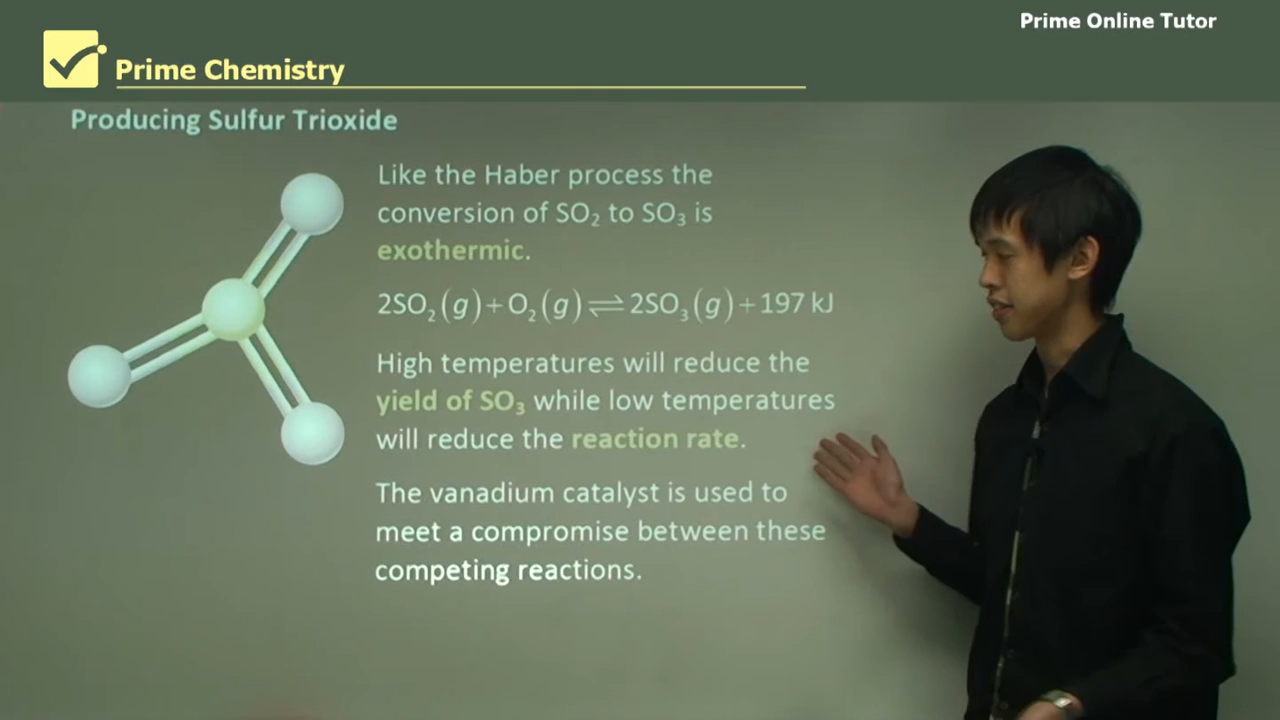 Prime Online Tutor
Prime Chemistry
Producing Sulfur Trioxide
Like the Haber process the
conversion of SO₂ to SO₃ is
exothermic.
2SO₂(g)+O₂(g)⇌2SO₃(g)+197 kJ
High temperatures will reduce the
yield of SO₃ while low temperatures
will reduce the reaction rate.
The vanadium catalyst is used to
meet a compromise between these
competing reactions.